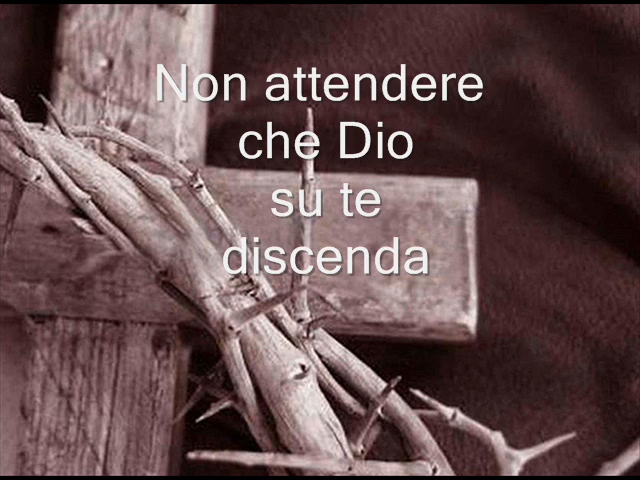 Non attendere
che Dio
su te
discenda